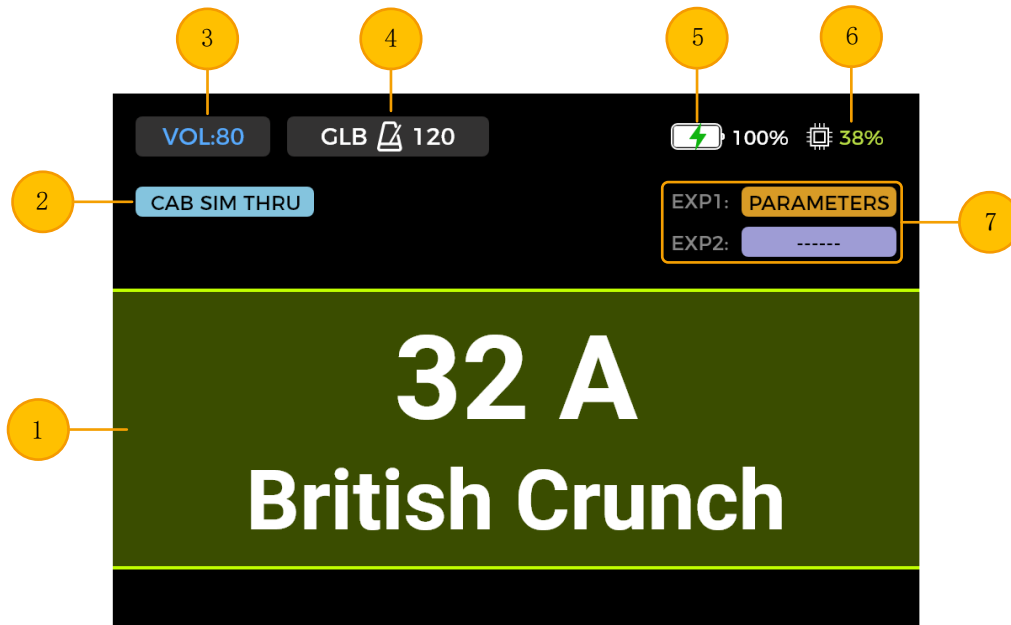 3
4
5
6
VOL:80
GLB 120
100%
38%
2
CAB SIM THRU
EXP1: PARAMETERS
7
EXP2: ------
32 A
1
British Crunch